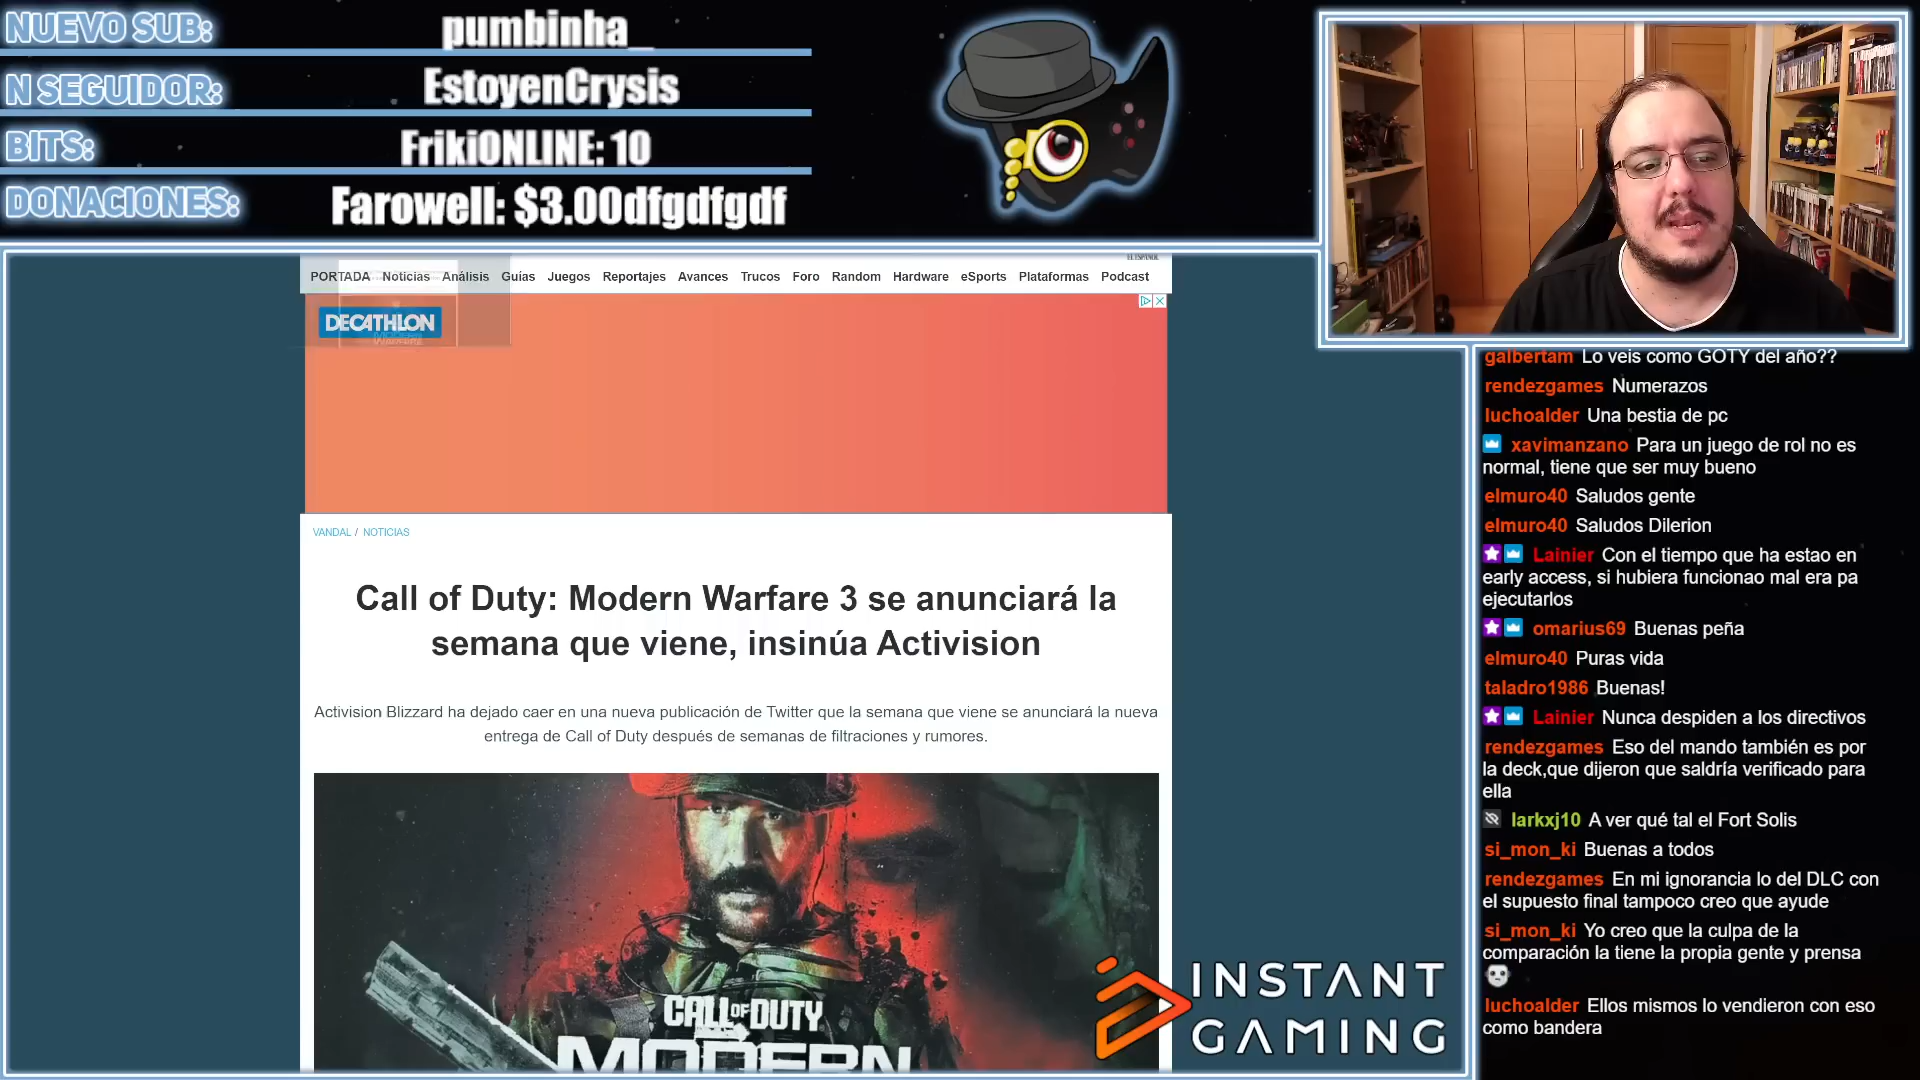 NUEVO SUB:
pumbinha_
N SEGUIDOR:
EstoyenCrysis
BITS:
FrikiONLINE: 10
DONACIONES:
Farowell: $3.00dfgdfgdf
EL ESPAÑOL
PORTADA Noticias Análisis Guías Juegos Reportajes Avances Trucos Foro Random Hardware eSports Plataformas Podcast
DECATHLON
VANDAL / NOTICIAS
Call of Duty: Modern Warfare 3 se anunciará la
semana que viene, insinúa Activision
Activision Blizzard ha dejado caer en una nueva publicación de Twitter que la semana que viene se anunciará la nueva
entrega de Call of Duty después de semanas de filtraciones y rumores.
CALL OF DUTY
MODERN
INSTANT
GAMING
galbertam Lo veis como GOTY del año??
rendezgames Numerazos
luchoalder Una bestia de pc
xavimanzano Para un juego de rol no es
normal, tiene que ser muy bueno
elmuro40 Saludos gente
elmuro40 Saludos Dilerion
Lainier Con el tiempo que ha estao en
early access, si hubiera funcionao mal era pa
ejecutarlos
omarius69 Buenas peña
elmuro40 Puras vida
taladro1986 Buenas!
Lainier Nunca despiden a los directivos
rendezgames Eso del mando también es por
la deck,que dijeron que saldría verificado para
ella
larkxj10 A ver qué tal el Fort Solis
si_mon_ki Buenas a todos
rendezgames En mi ignorancia lo del DLC con
el supuesto final tampoco creo que ayude
si_mon_ki Yo creo que la culpa de la
comparación la tiene la propia gente y prensa
luchoalder Ellos mismos lo vendieron con eso
como bandera